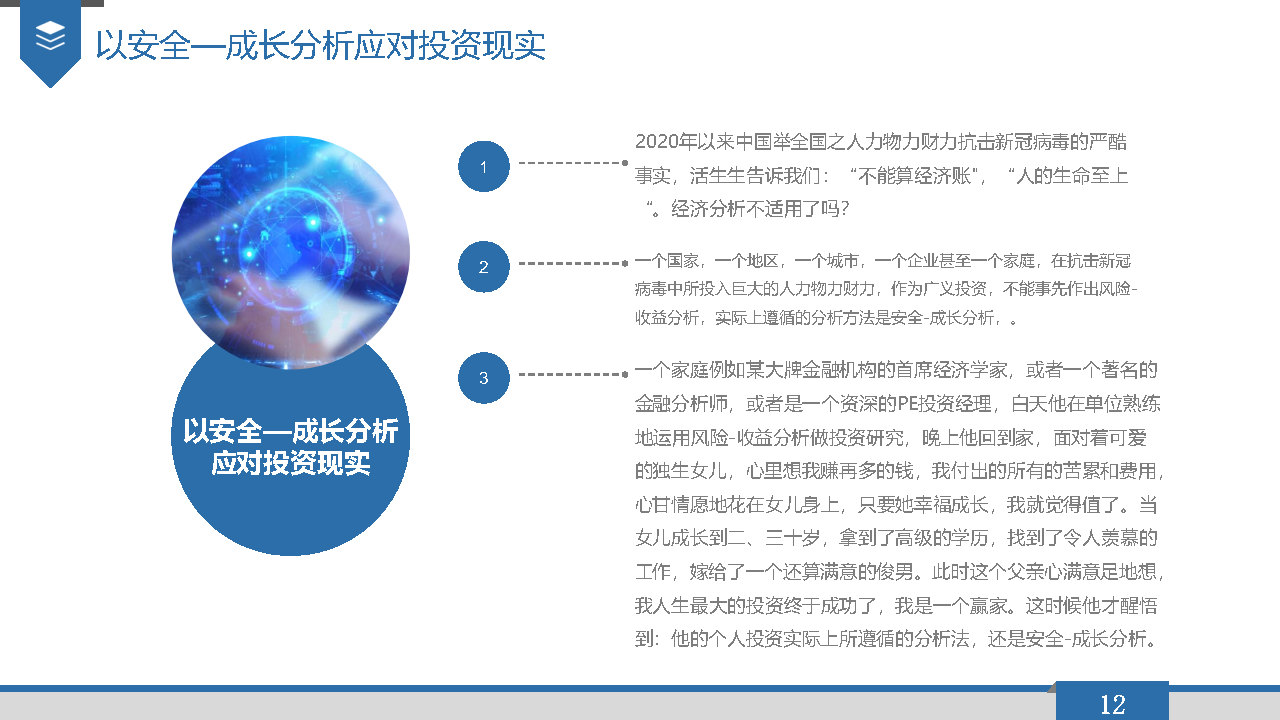 以安全—成长分析应对投资现实
以安全—成长分析
应对投资现实
1
2020年以来中国举全国之人力物力财力抗击新冠病毒的严酷
事实，活生生告诉我们：“不能算经济账"，“人的生命至上
“。经济分析不适用了吗？
2
一个国家，一个地区，一个城市，一个企业甚至一个家庭，在抗击新冠
病毒中所投入巨大的人力物力财力，作为广义投资，不能事先作出风险-
收益分析，实际上遵循的分析方法是安全-成长分析，。
3
一个家庭例如某大牌金融机构的首席经济学家，或者一个著名的
金融分析师，或者是一个资深的PE投资经理，白天他在单位熟练
地运用风险-收益分析做投资研究，晚上他回到家，面对着可爱
的独生女儿，心里想我赚再多的钱，我付出的所有的苦累和费用，
心甘情愿地花在女儿身上，只要她幸福成长，我就觉得值了。当
女儿成长到二、三十岁，拿到了高级的学历，找到了令人羡慕的
工作，嫁给了一个还算满意的俊男。此时这个父亲心满意足地想，
我人生最大的投资终于成功了，我是一个赢家。这时候他才醒悟
到：他的个人投资实际上所遵循的分析法，还是安全-成长分析。
12